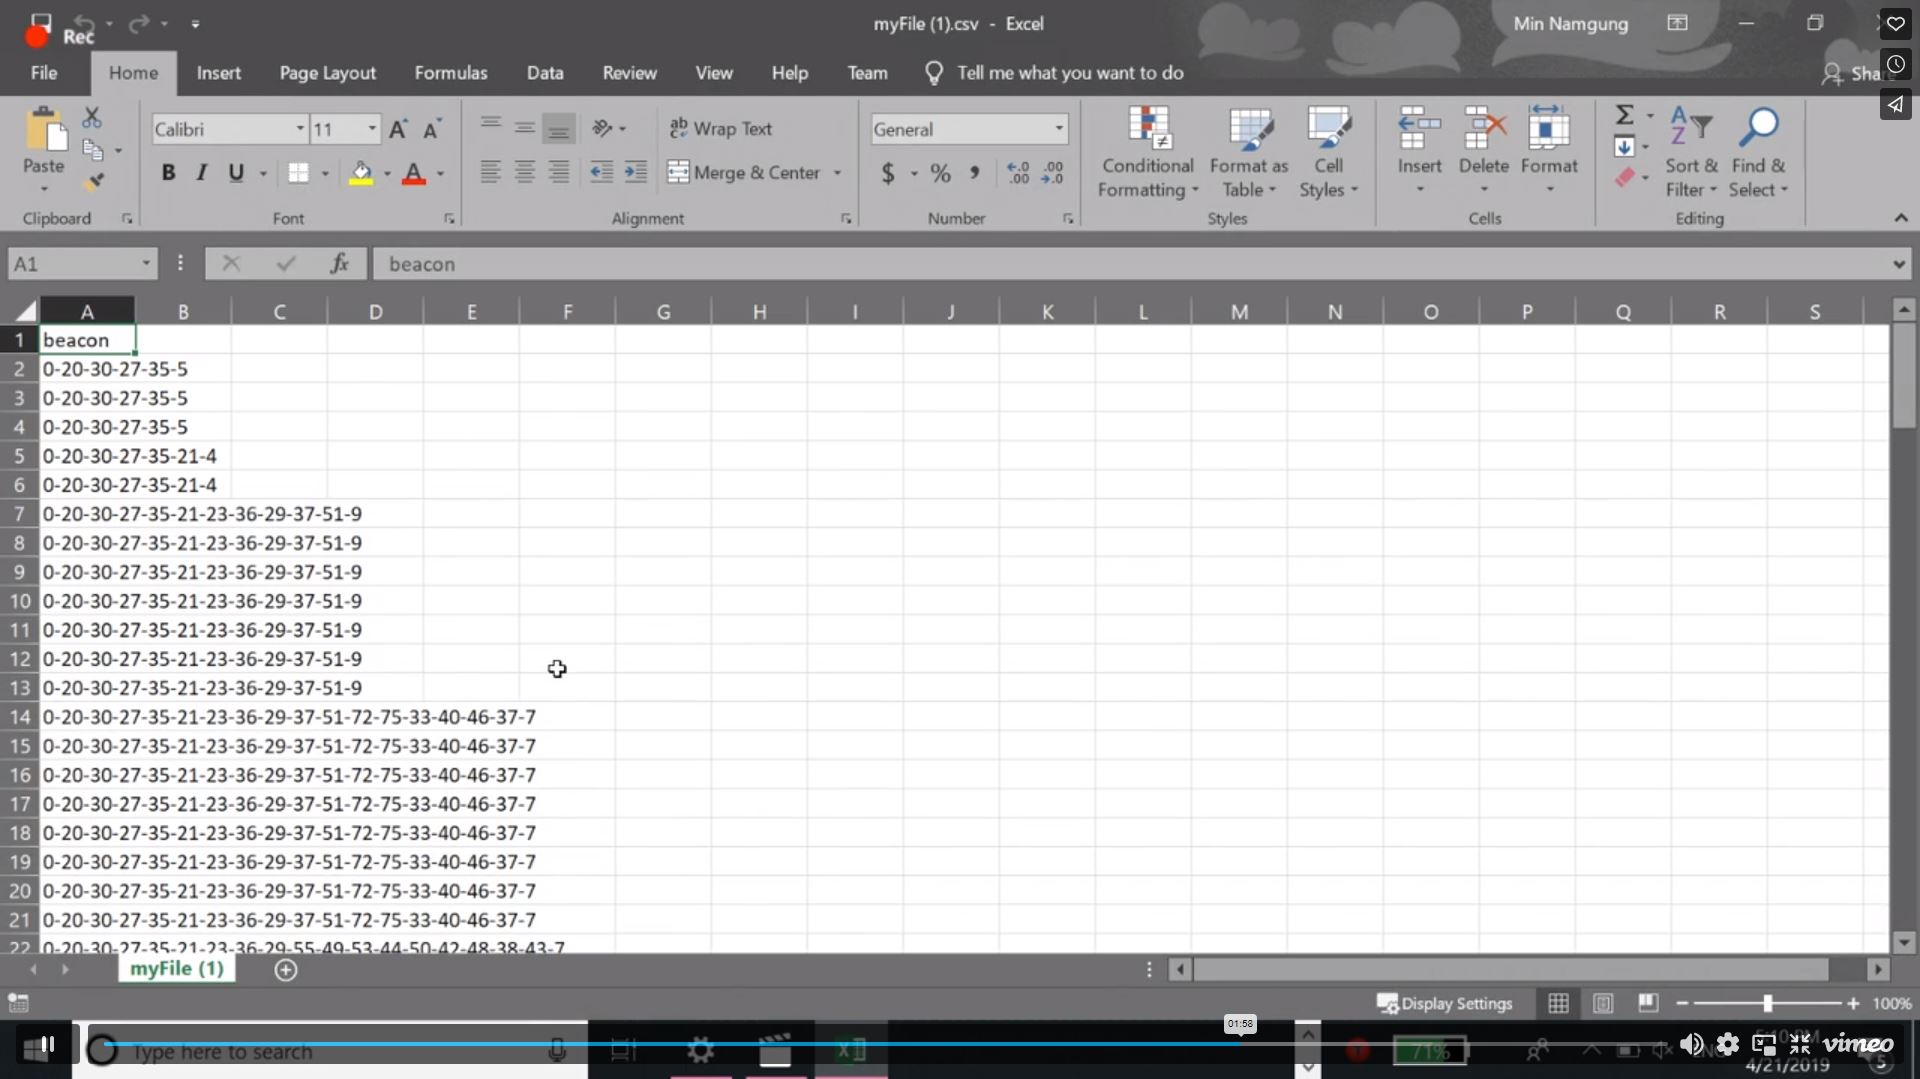 Rec
myFile (1).csv - Excel
Min Namgung
File Home Insert Page Layout Formulas Data Review View Help Team Tell me what you want to do
Share
Paste
Clipboard
Calibri 11
B I U
Font
Wrap Text
Merge & Center
Alignment
General
$ % ,
Number
Conditional Formatting
Format as Table
Cell Styles
Styles
Insert Delete Format
Cells
Sort & Filter
Find & Select
Editing
A1 fx beacon
A B C D E F G H I J K L M N O P Q R S
1 beacon
2 0-20-30-27-35-5
3 0-20-30-27-35-5
4 0-20-30-27-35-5
5 0-20-30-27-35-21-4
6 0-20-30-27-35-21-4
7 0-20-30-27-35-21-23-36-29-37-51-9
8 0-20-30-27-35-21-23-36-29-37-51-9
9 0-20-30-27-35-21-23-36-29-37-51-9
10 0-20-30-27-35-21-23-36-29-37-51-9
11 0-20-30-27-35-21-23-36-29-37-51-9
12 0-20-30-27-35-21-23-36-29-37-51-9
13 0-20-30-27-35-21-23-36-29-37-51-9
14 0-20-30-27-35-21-23-36-29-37-51-72-75-33-40-46-37-7
15 0-20-30-27-35-21-23-36-29-37-51-72-75-33-40-46-37-7
16 0-20-30-27-35-21-23-36-29-37-51-72-75-33-40-46-37-7
17 0-20-30-27-35-21-23-36-29-37-51-72-75-33-40-46-37-7
18 0-20-30-27-35-21-23-36-29-37-51-72-75-33-40-46-37-7
19 0-20-30-27-35-21-23-36-29-37-51-72-75-33-40-46-37-7
20 0-20-30-27-35-21-23-36-29-37-51-72-75-33-40-46-37-7
21 0-20-30-27-35-21-23-36-29-37-51-72-75-33-40-46-37-7
22 0-20-30-27-35-21-23-36-29-55-49-53-44-50-42-48-38-43-7
myFile (1)
Display Settings
100%
01:58
Type here to search
71%
5:10 PM
4/21/2019
vimeo
5